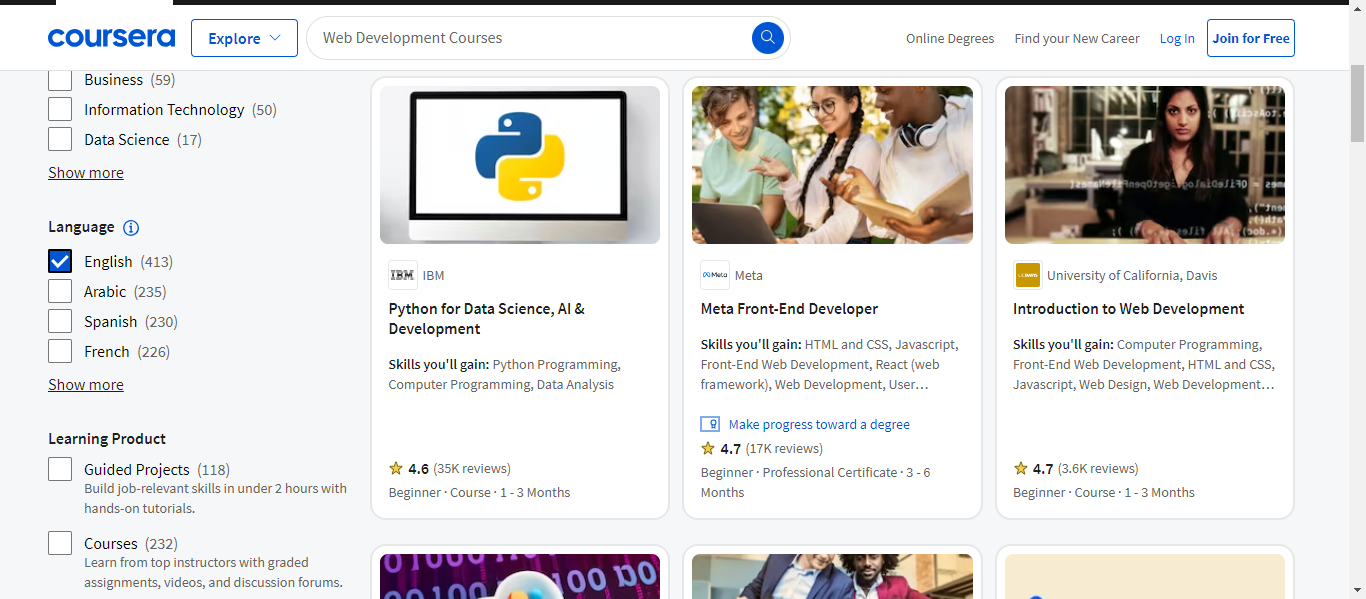 coursera
Explore
Web Development Courses
Online Degrees
Find your New Career
Log In
Join for Free
Business (59)
Information Technology (50)
Data Science (17)
Show more
Language
English (413)
Arabic (235)
Spanish (230)
French (226)
Show more
Learning Product
Guided Projects (118)
Build job-relevant skills in under 2 hours with
hands-on tutorials.
Courses (232)
Learn from top instructors with graded
assignments, videos, and discussion forums.
IBM
IBM
Python for Data Science, AI &
Development
Skills you'll gain: Python Programming,
Computer Programming, Data Analysis
4.6 (35K reviews)
Beginner · Course · 1 - 3 Months
Meta
Meta
Meta Front-End Developer
Skills you'll gain: HTML and CSS, Javascript,
Front-End Web Development, React (web
framework), Web Development, User…
Make progress toward a degree
4.7 (17K reviews)
Beginner · Professional Certificate · 3 - 6
Months
University of California, Davis
Introduction to Web Development
Skills you'll gain: Computer Programming,
Front-End Web Development, HTML and CSS,
Javascript, Web Design, Web Development…
4.7 (3.6K reviews)
Beginner · Course · 1 - 3 Months